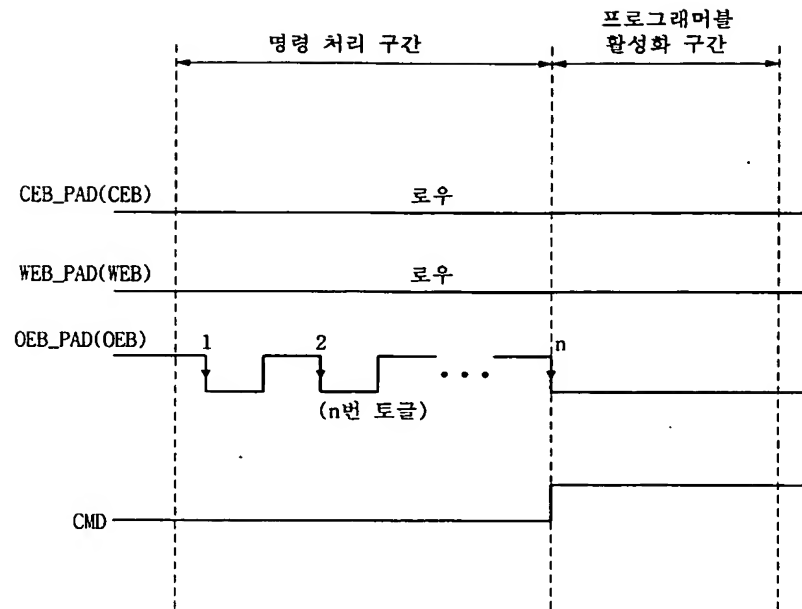 프로그래머블
명령 처리 구간
활성화 구간
CEB_PAD(CEB)
로우
WEB_PAD(WEB)
로우
OEB_PAD(OEB)
1
2
n
(n번 토글)
CMD